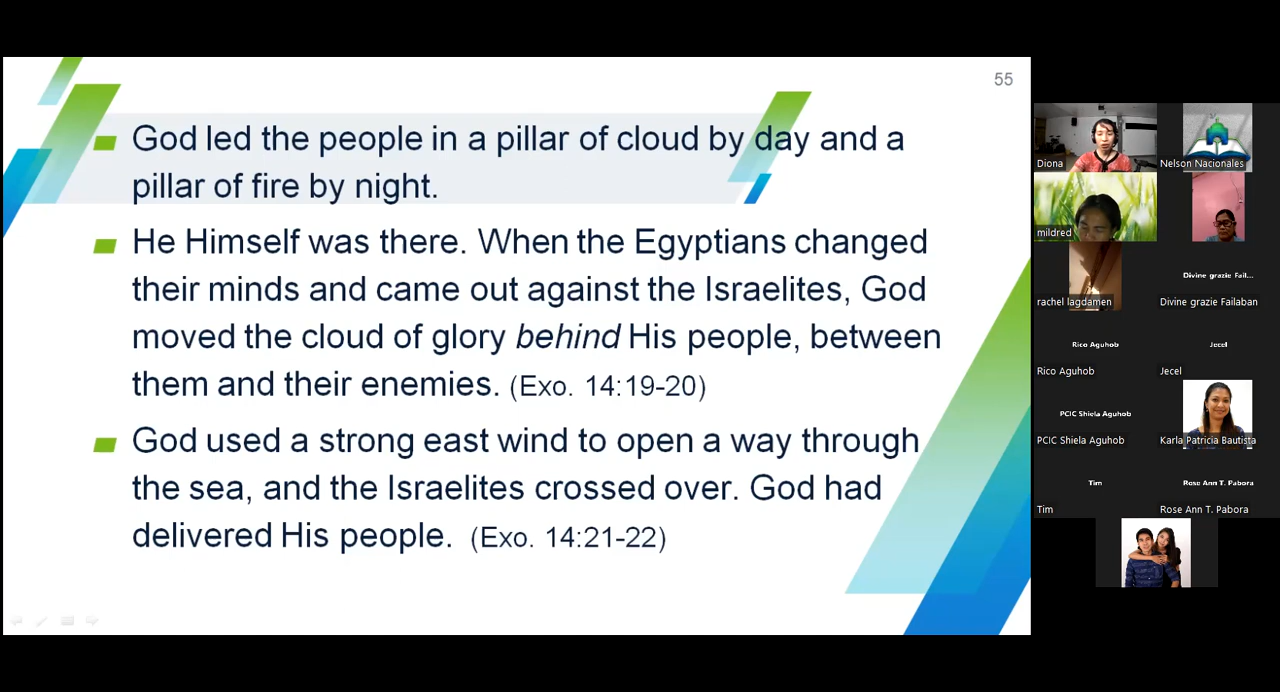 55
God led the people in a pillar of cloud by day and a
pillar of fire by night.
He Himself was there. When the Egyptians changed
their minds and came out against the Israelites, God
moved the cloud of glory behind His people, between
them and their enemies. (Exo. 14:19-20)
God used a strong east wind to open a way through
the sea, and the Israelites crossed over. God had
delivered His people. (Exo. 14:21-22)
Diona
Nelson Nacionales
mildred
rachel lagdamen
Divine grazie Fail...
Divine grazie Failaban
Rico Aguhob
Rico Aguhob
Jecel
Jecel
PCIC Shiela Aguhob
PCIC Shiela Aguhob
Karla Patricia Bautista
Tim
Tim
Rose Ann T. Pabora
Rose Ann T. Pabora